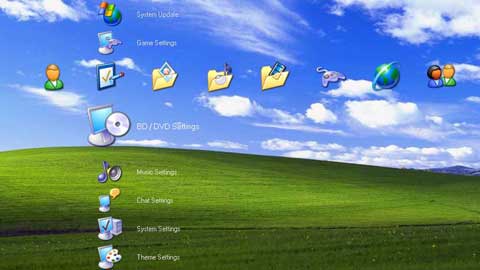 System Update
Game Settings
BD / DVD Settings
Music Settings
Chat Settings
System Settings
Theme Settings